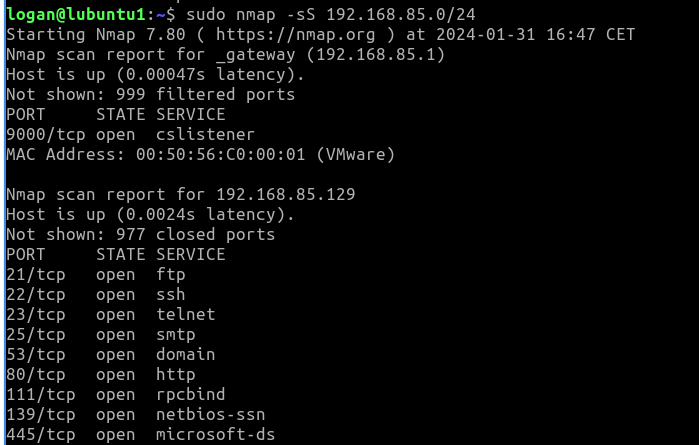 logan@lubuntu1:~$ sudo nmap -sS 192.168.85.0/24
Starting Nmap 7.80 ( https://nmap.org ) at 2024-01-31 16:47 CET
Nmap scan report for _gateway (192.168.85.1)
Host is up (0.00047s latency).
Not shown: 999 filtered ports
PORT     STATE SERVICE
9000/tcp open  cslistener
MAC Address: 00:50:56:C0:00:01 (VMware)

Nmap scan report for 192.168.85.129
Host is up (0.0024s latency).
Not shown: 977 closed ports
PORT     STATE SERVICE
21/tcp   open  ftp
22/tcp   open  ssh
23/tcp   open  telnet
25/tcp   open  smtp
53/tcp   open  domain
80/tcp   open  http
111/tcp  open  rpcbind
139/tcp  open  netbios-ssn
445/tcp  open  microsoft-ds